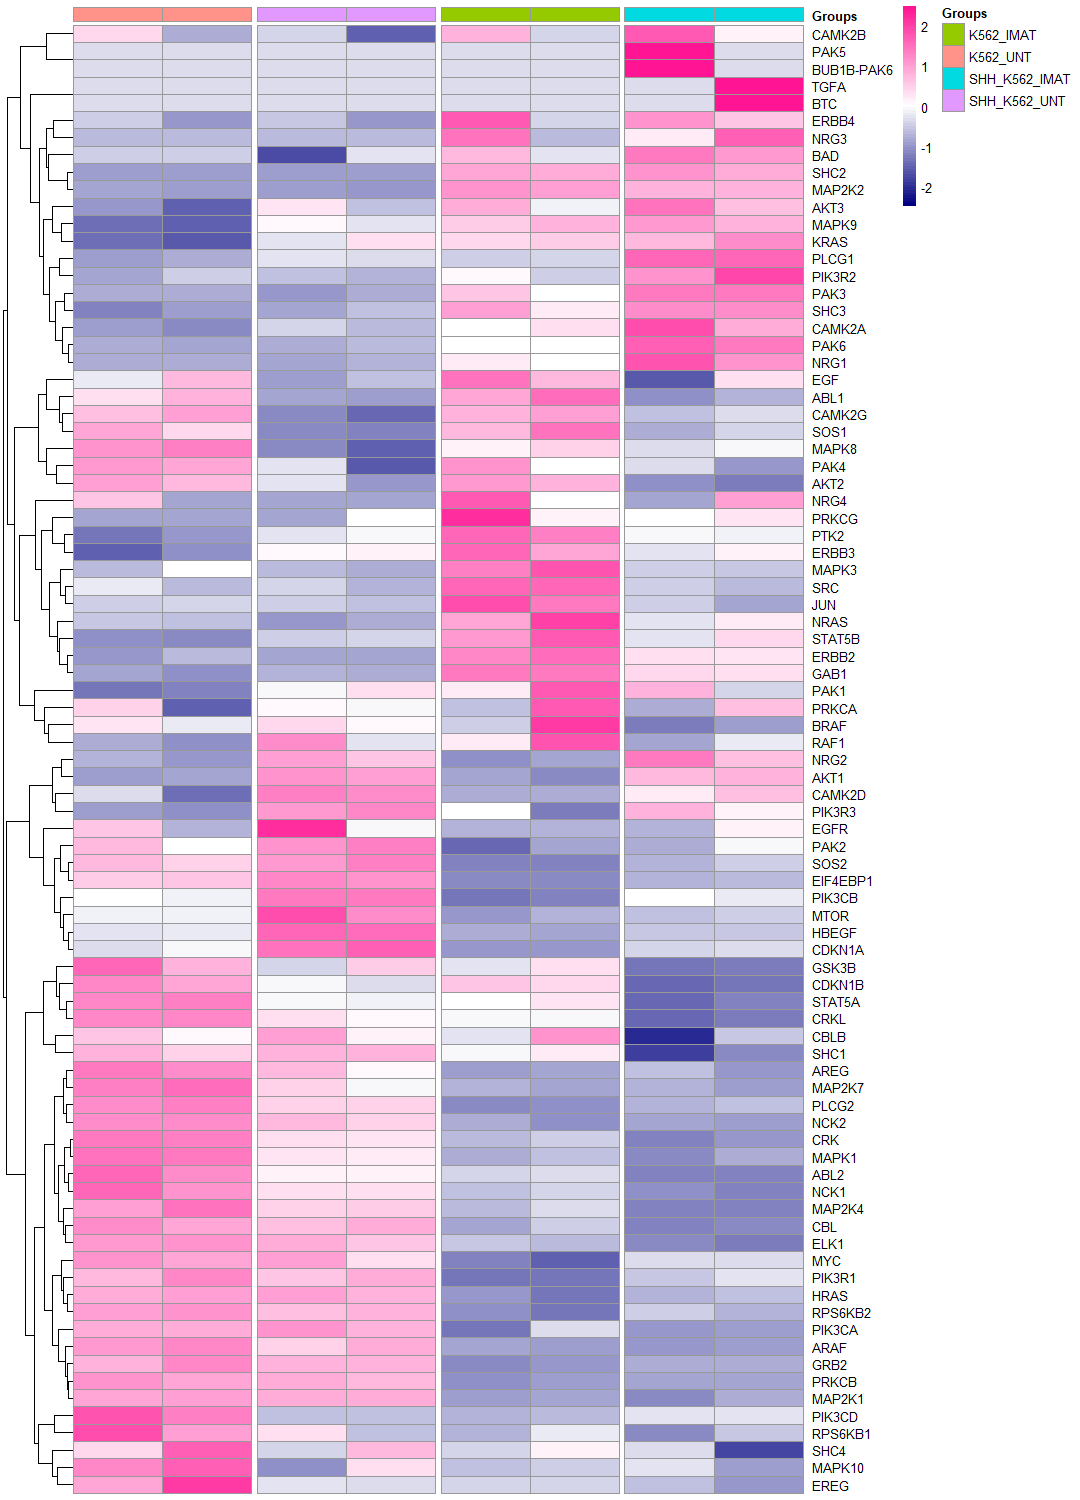 Groups
CAMK2B
PAK5
BUB1B-PAK6
TGFA
BTC
ERBB4
NRG3
BAD
SHC2
MAP2K2
AKT3
MAPK9
KRAS
PLCG1
PIK3R2
PAK3
SHC3
CAMK2A
PAK6
NRG1
EGF
ABL1
CAMK2G
SOS1
MAPK8
PAK4
AKT2
NRG4
PRKCG
PTK2
ERBB3
MAPK3
SRC
JUN
NRAS
STAT5B
ERBB2
GAB1
PAK1
PRKCA
BRAF
RAF1
NRG2
AKT1
CAMK2D
PIK3R3
EGFR
PAK2
SOS2
EIF4EBP1
PIK3CB
MTOR
HBEGF
CDKN1A
GSK3B
CDKN1B
STAT5A
CRKL
CBLB
SHC1
AREG
MAP2K7
PLCG2
NCK2
CRK
MAPK1
ABL2
NCK1
MAP2K4
CBL
ELK1
MYC
PIK3R1
HRAS
RPS6KB2
PIK3CA
ARAF
GRB2
PRKCB
MAP2K1
PIK3CD
RPS6KB1
SHC4
MAPK10
EREG
2
1
0
-1
-2
Groups
K562_IMAT
K562_UNT
SHH_K562_IMAT
SHH_K562_UNT